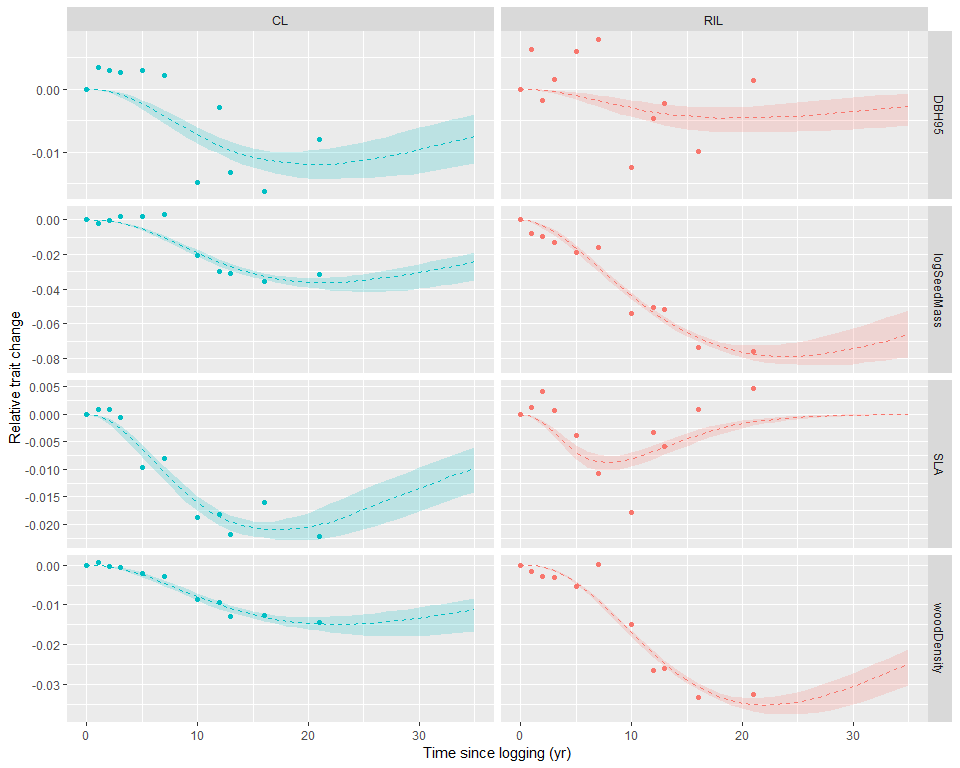 CL RIL
Relative trait change
0.00
-0.01
DBH95
0.00
-0.02
-0.04
-0.06
-0.08
logSeedMass
0.005
0.000
-0.005
-0.010
-0.015
-0.020
SLA
0.00
-0.01
-0.02
-0.03
woodDensity
0 10 20 30 0 10 20 30
Time since logging (yr)